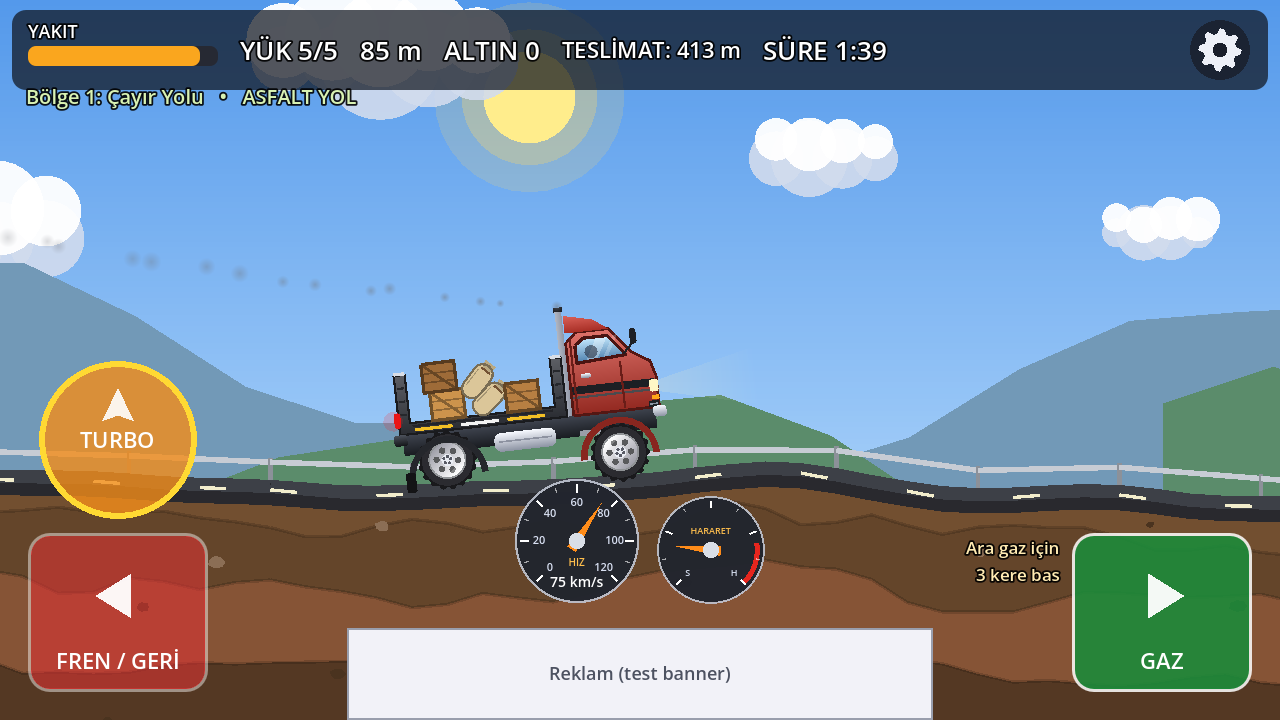 YAKIT
YÜK 5/5 85 m ALTIN 0 TESLİMAT: 413 m SÜRE 1:39
Bölge 1: Çayır Yolu • ASFALT YOL
TURBO
0 20 40 60 80 100 120
HIZ
75 km/s
HARARET
S H
Ara gaz için
3 kere bas
FREN / GERİ
GAZ
Reklam (test banner)